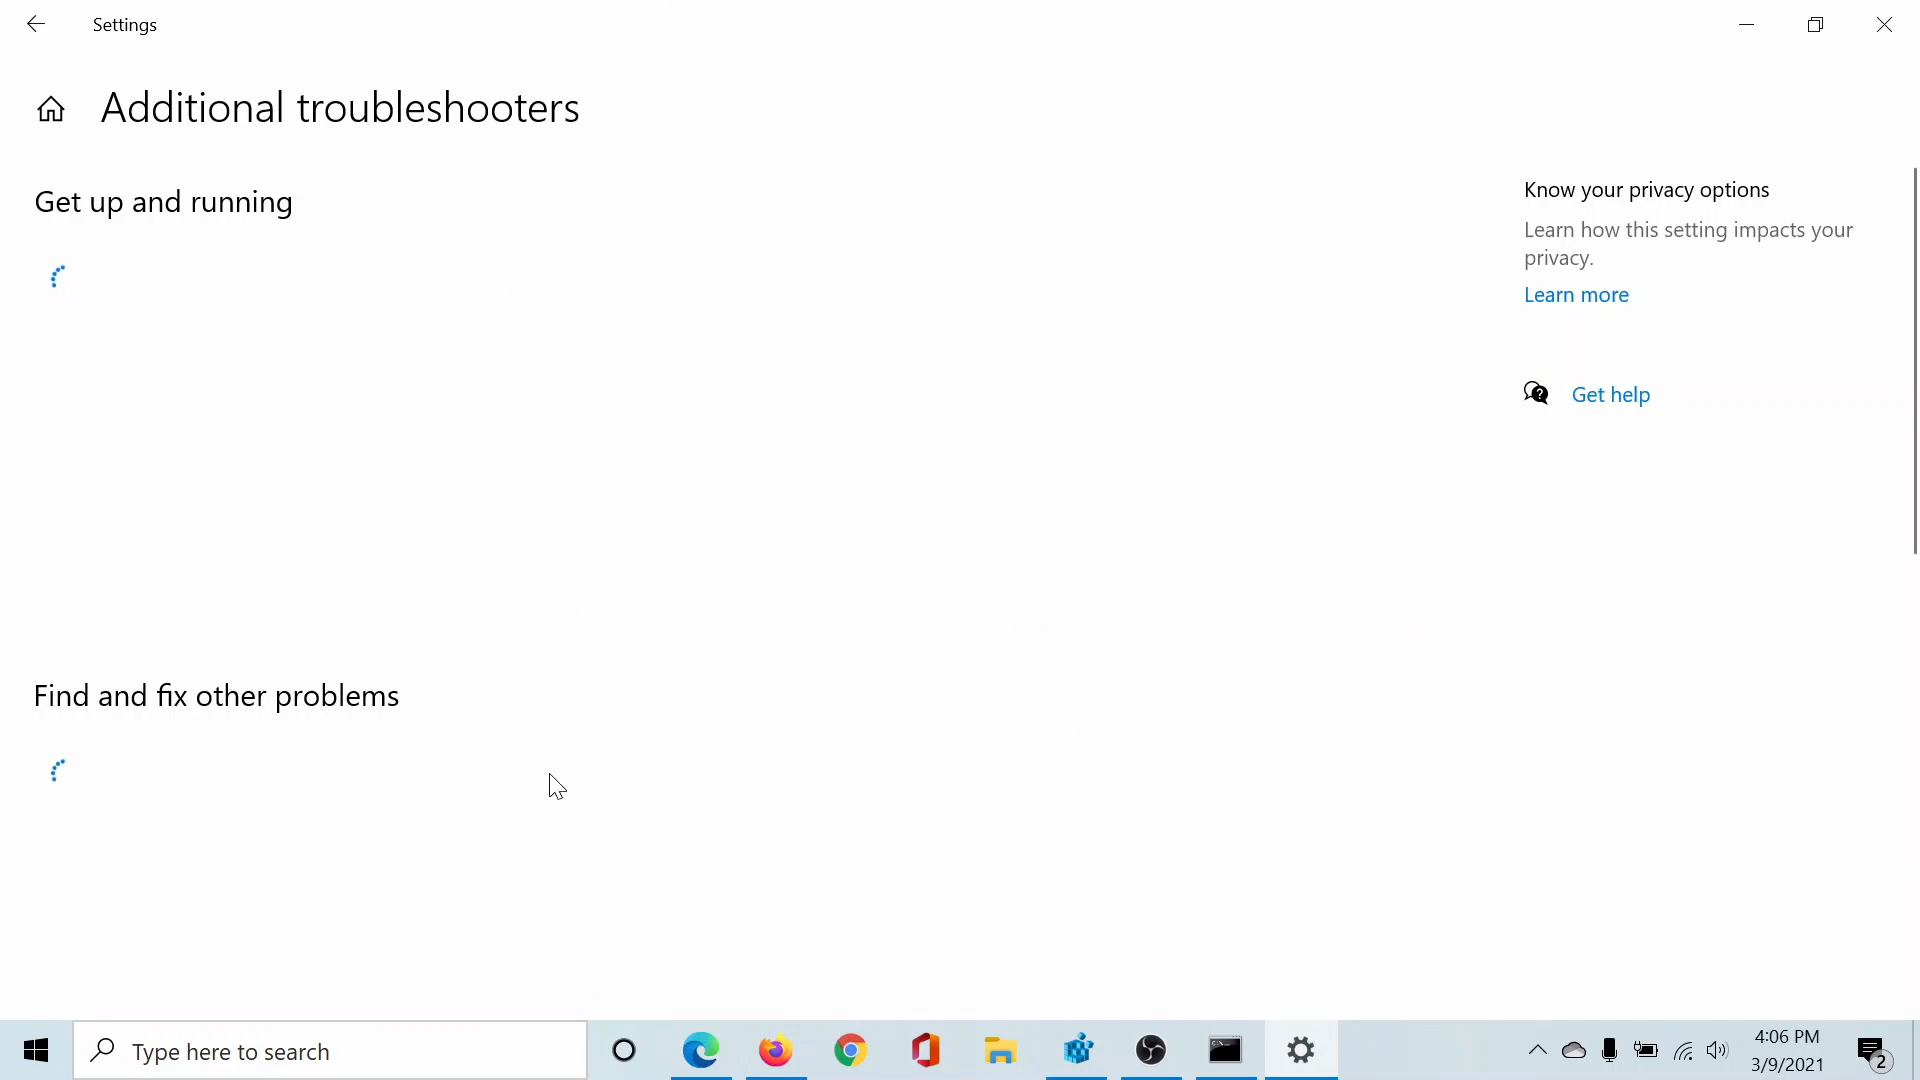 Settings
Additional troubleshooters
Get up and running
Know your privacy options
Learn how this setting impacts your
privacy.
Learn more
Get help
Find and fix other problems
Type here to search
4:06 PM
3/9/2021
2